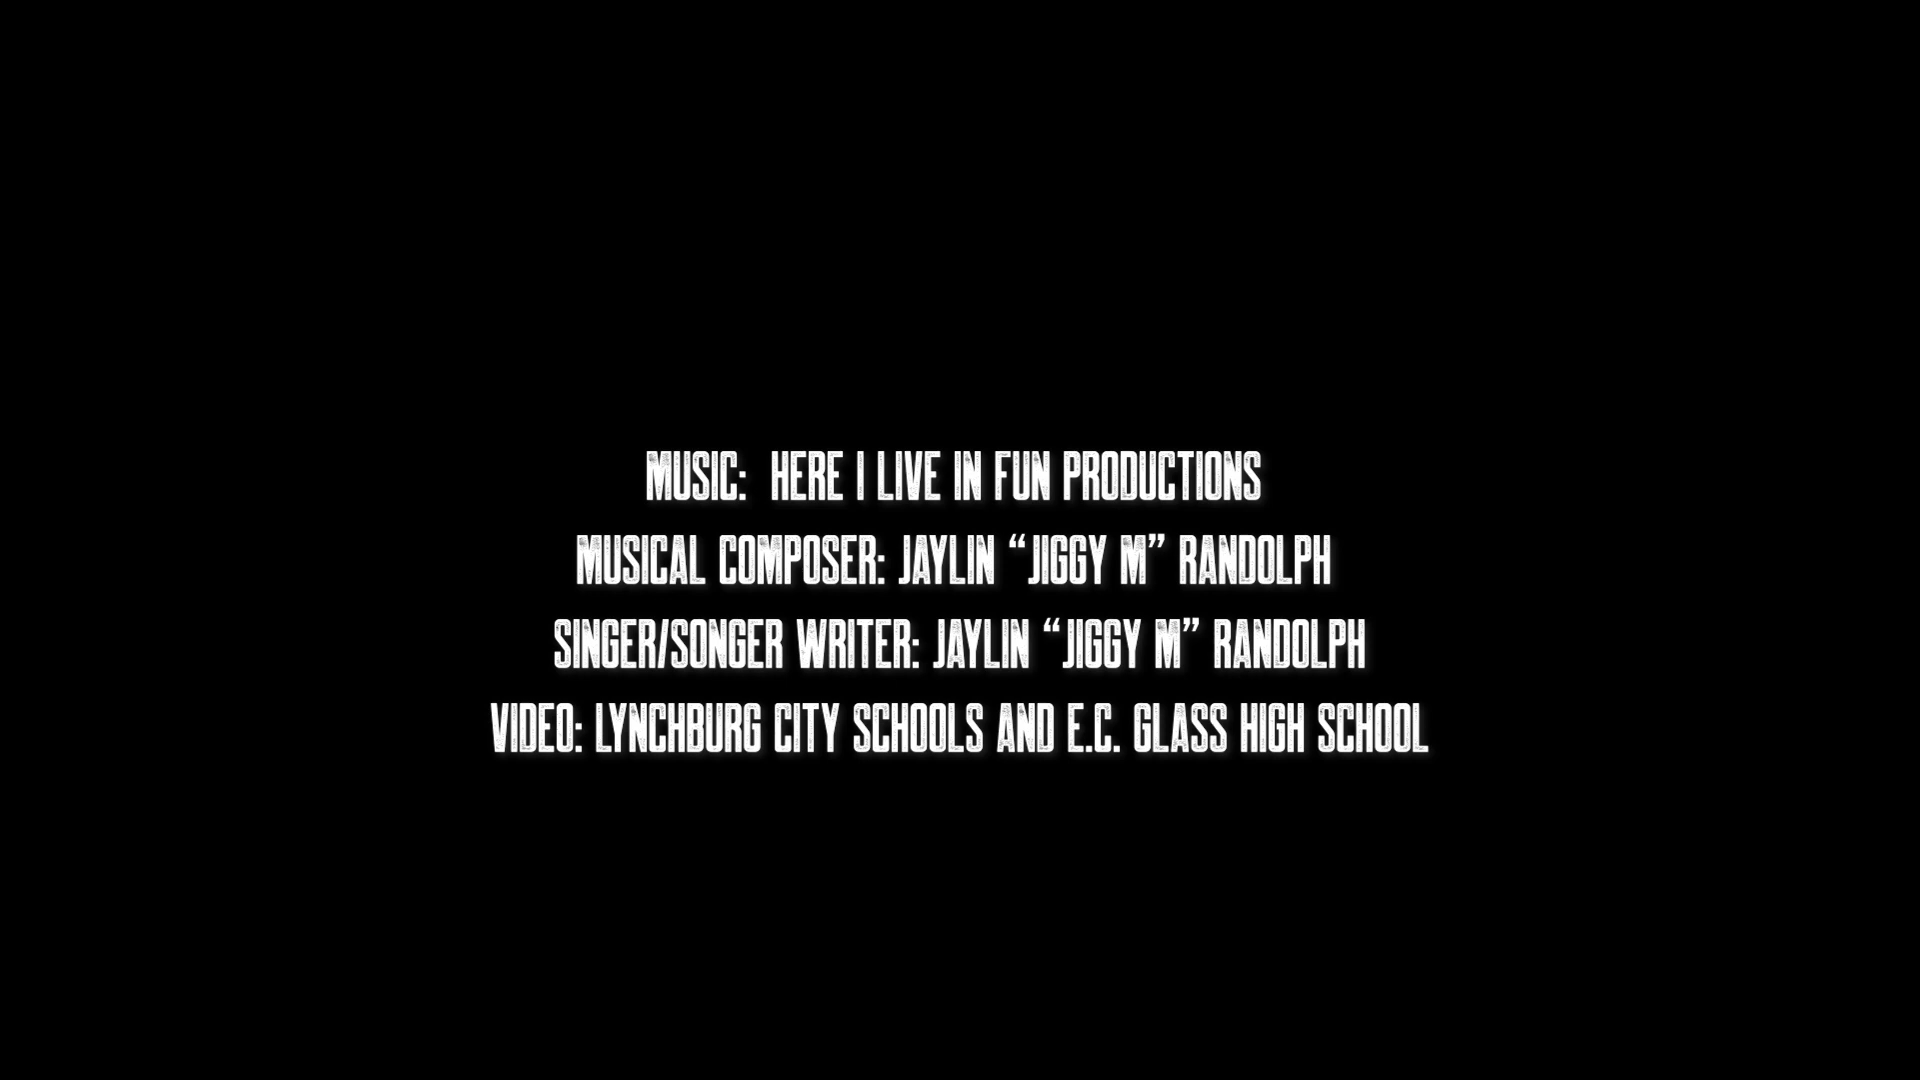 MUSIC:  HERE I LIVE IN FUN PRODUCTIONS
MUSICAL COMPOSER: JAYLIN “JIGGY M” RANDOLPH
SINGER/SONGER WRITER: JAYLIN “JIGGY M” RANDOLPH
VIDEO: LYNCHBURG CITY SCHOOLS AND E.C. GLASS HIGH SCHOOL